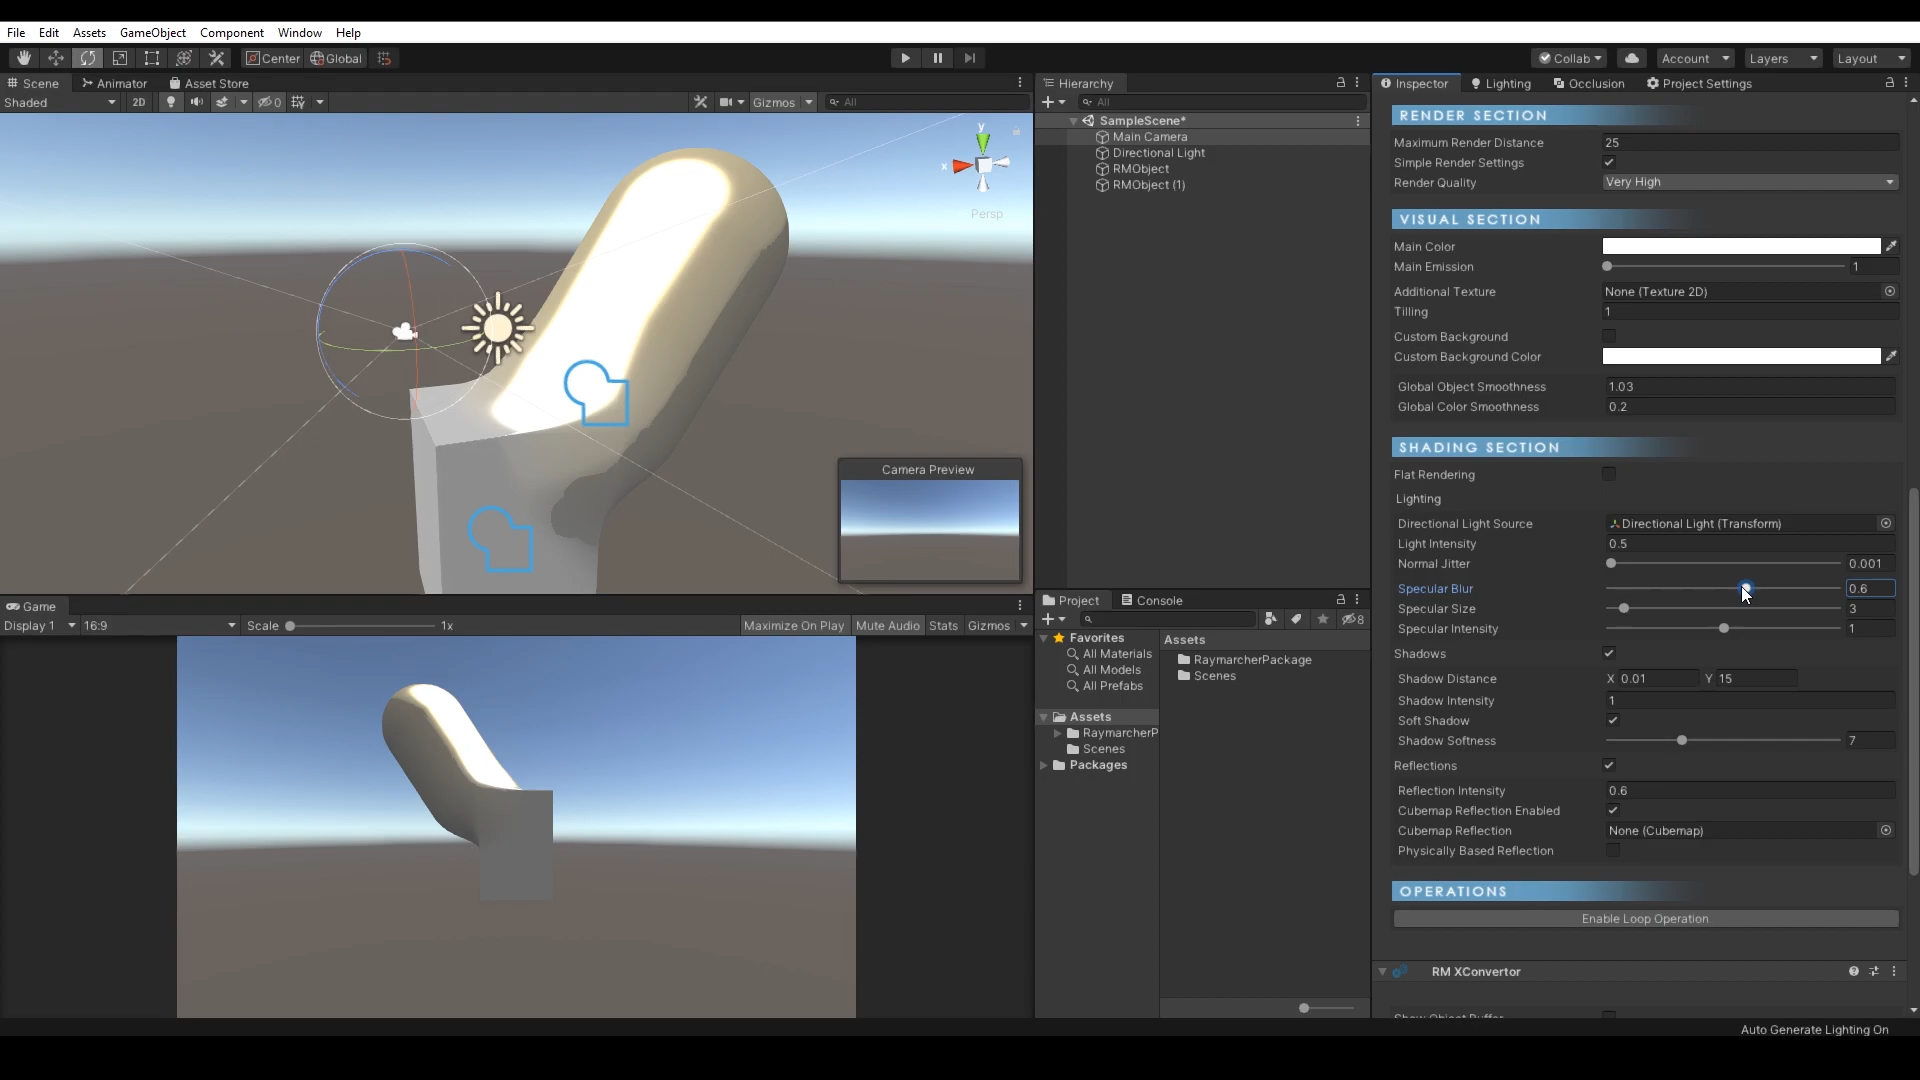 File Edit Assets GameObject Component Window Help
Center Global
Collab Account Layers Layout
Scene Animator Asset Store
Shaded 2D 0 Gizmos All
y
x
Persp
Camera Preview
Game
Display 1 16:9 Scale 1x Maximize On Play Mute Audio Stats Gizmos
Hierarchy
All
SampleScene*
Main Camera
Directional Light
RMObject
RMObject (1)
Project Console
8
Favorites
All Materials
All Models
All Prefabs
Assets
RaymarcherP
Scenes
Packages
Assets
RaymarcherPackage
Scenes
Inspector Lighting Occlusion Project Settings
RENDER SECTION
Maximum Render Distance 25
Simple Render Settings
Render Quality Very High
VISUAL SECTION
Main Color
Main Emission 1
Additional Texture None (Texture 2D)
Tilling 1
Custom Background
Custom Background Color
Global Object Smoothness 1.03
Global Color Smoothness 0.2
SHADING SECTION
Flat Rendering
Lighting
Directional Light Source Directional Light (Transform)
Light Intensity 0.5
Normal Jitter 0.001
Specular Blur 0.6
Specular Size 3
Specular Intensity 1
Shadows
Shadow Distance X 0.01 Y 15
Shadow Intensity 1
Soft Shadow
Shadow Softness 7
Reflections
Reflection Intensity 0.6
Cubemap Reflection Enabled
Cubemap Reflection None (Cubemap)
Physically Based Reflection
OPERATIONS
Enable Loop Operation
RM XConvertor
Show Object Buffer
Auto Generate Lighting On